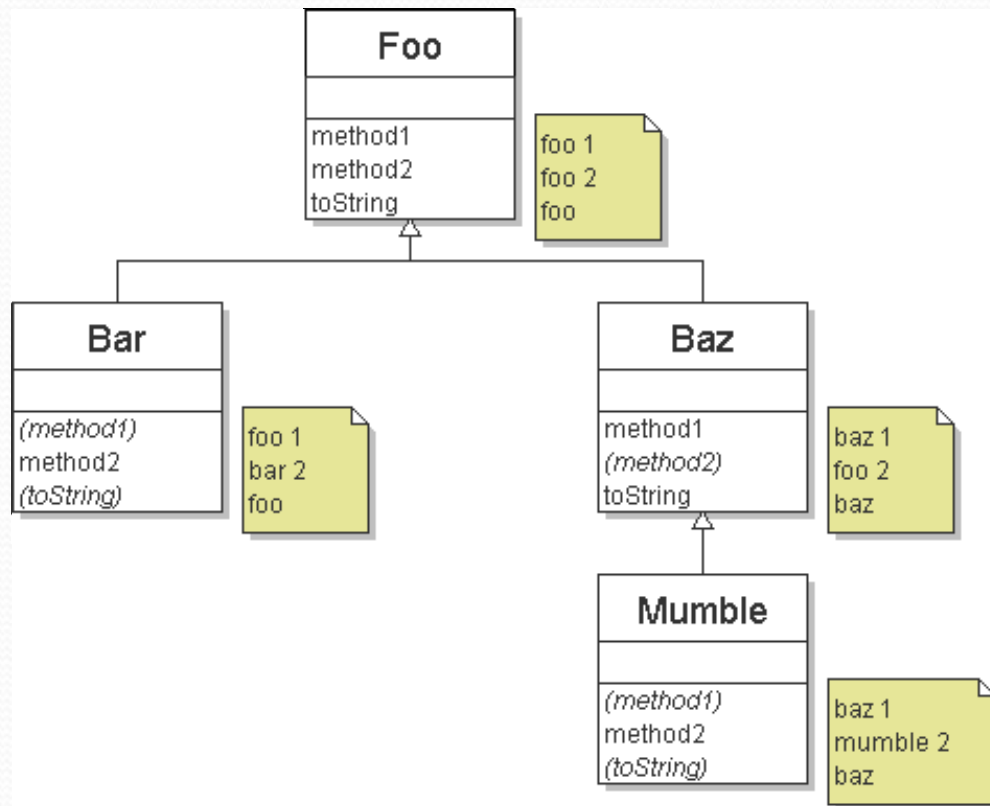 Foo
method1
method2
toString
foo 1
foo 2
foo
Bar
(method1)
method2
(toString)
foo 1
bar 2
foo
Baz
method1
(method2)
toString
baz 1
foo 2
baz
Mumble
(method1)
method2
(toString)
baz 1
mumble 2
baz